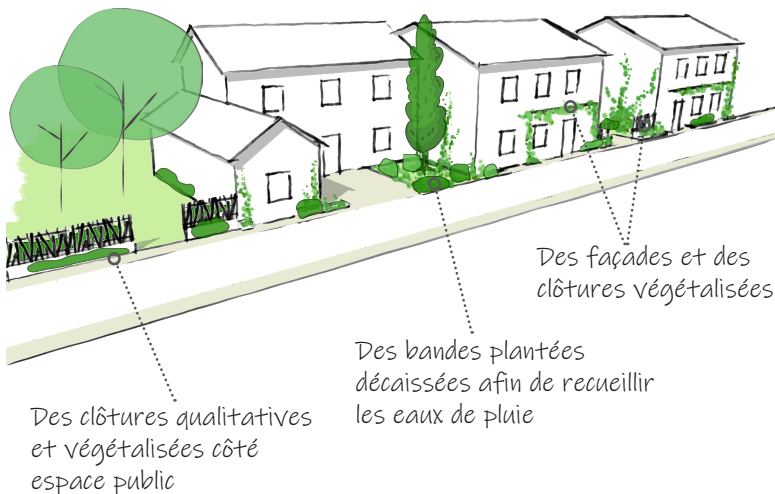 Des façades et des
clôtures végétalisées
Des bandes plantées
décaissées afin de recueillir
les eaux de pluie
Des clôtures qualitatives
et végétalisées côté
espace public